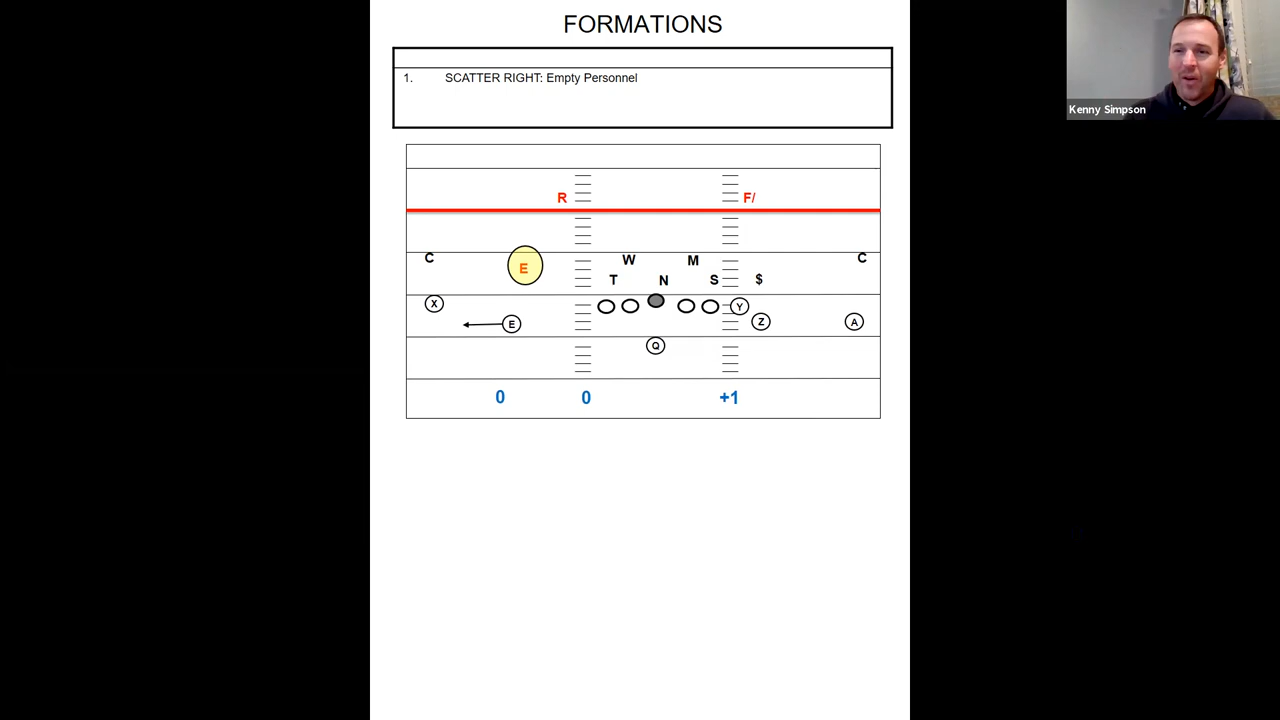 FORMATIONS
1. SCATTER RIGHT: Empty Personnel
Kenny Simpson
R F/
C E W M C
T N S $
X Y
E Z A
Q
0 0 +1